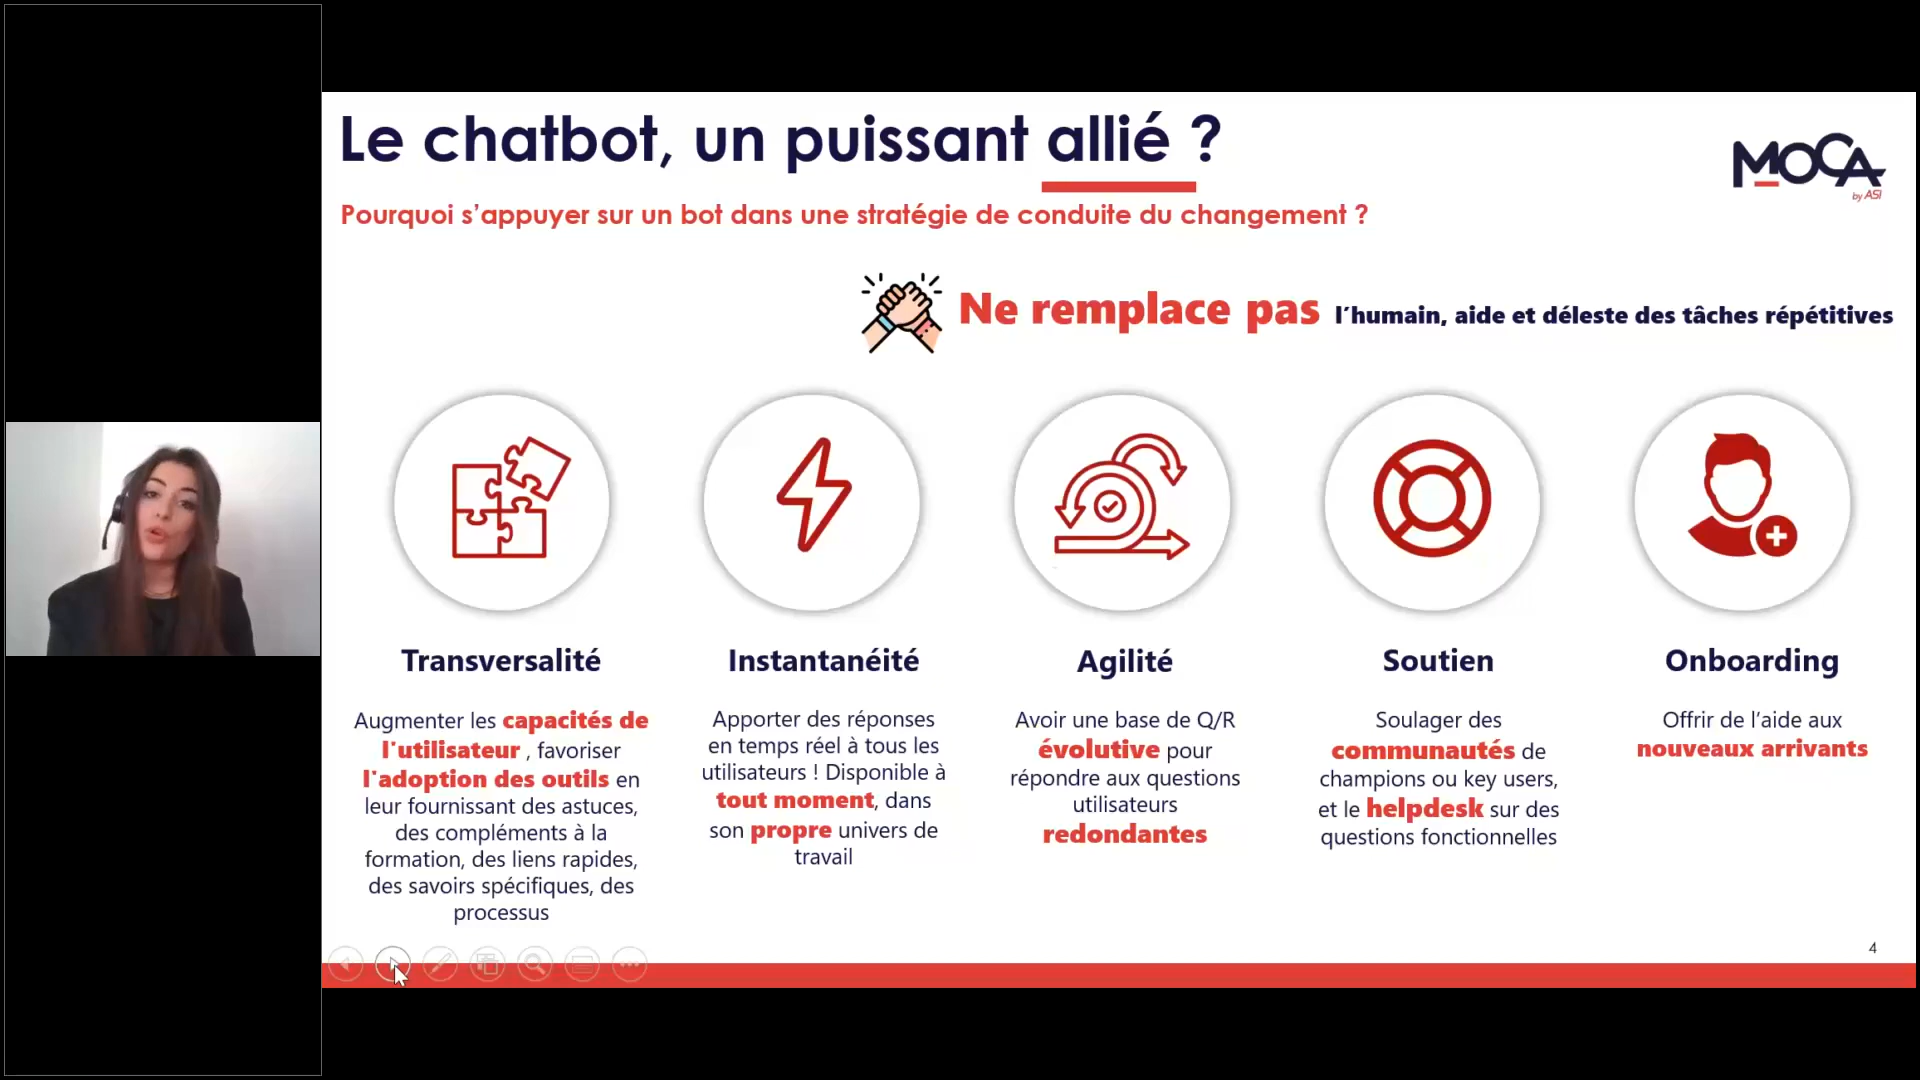 Le chatbot, un puissant allié ?
MOCA
by ASI
Pourquoi s'appuyer sur un bot dans une stratégie de conduite du changement ?
Ne remplace pas l'humain, aide et déleste des tâches répétitives
Transversalité
Augmenter les capacités de
l'utilisateur , favoriser
l'adoption des outils en
leur fournissant des astuces,
des compléments à la
formation, des liens rapides,
des savoirs spécifiques, des
processus
Instantanéité
Apporter des réponses
en temps réel à tous les
utilisateurs ! Disponible à
tout moment, dans
son propre univers de
travail
Agilité
Avoir une base de Q/R
évolutive pour
répondre aux questions
utilisateurs
redondantes
Soutien
Soulager des
communautés de
champions ou key users,
et le helpdesk sur des
questions fonctionnelles
Onboarding
Offrir de l'aide aux
nouveaux arrivants
4